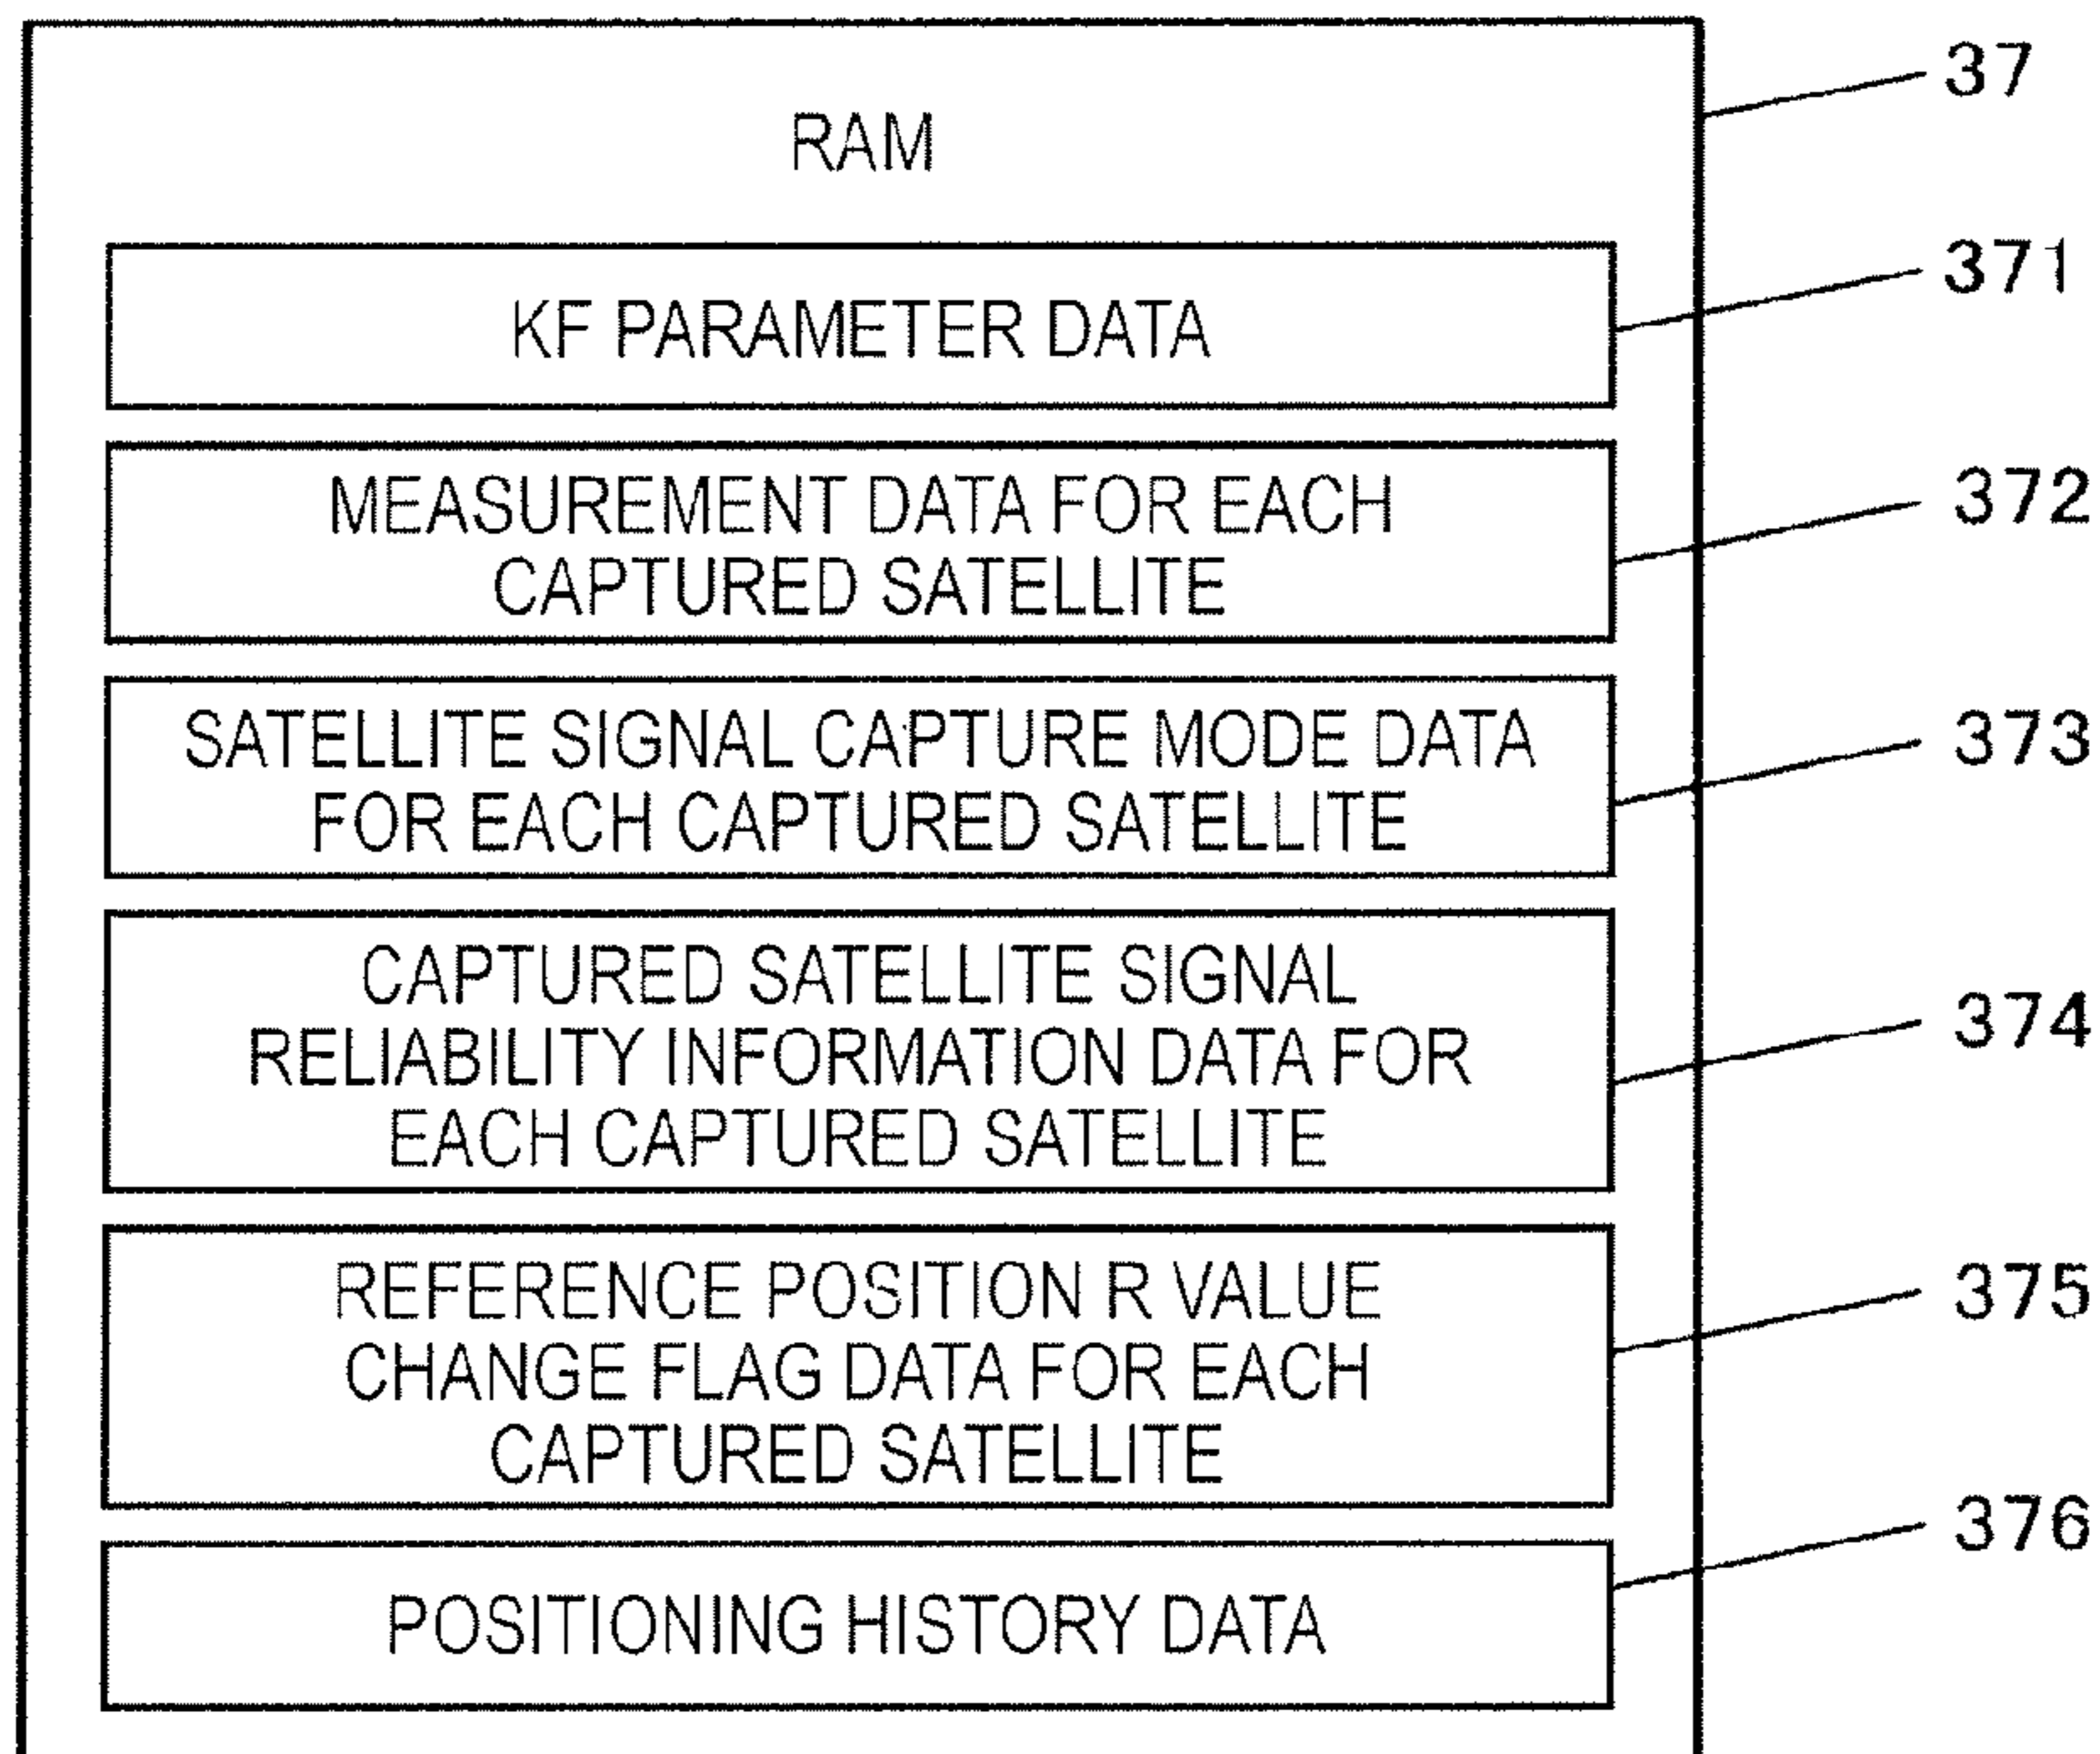 37
RAM
371
KF PARAMETER DATA
372
MEASUREMENT DATA FOR EACH
CAPTURED SATELLITE
373
SATELLITE SIGNAL CAPTURE MODE DATA
FOR EACH CAPTURED SATELLITE
374
CAPTURED SATELLITE SIGNAL
RELIABILITY INFORMATION DATA FOR
EACH CAPTURED SATELLITE
375
REFERENCE POSITION R VALUE
CHANGE FLAG DATA FOR EACH
CAPTURED SATELLITE
376
POSITIONING HISTORY DATA